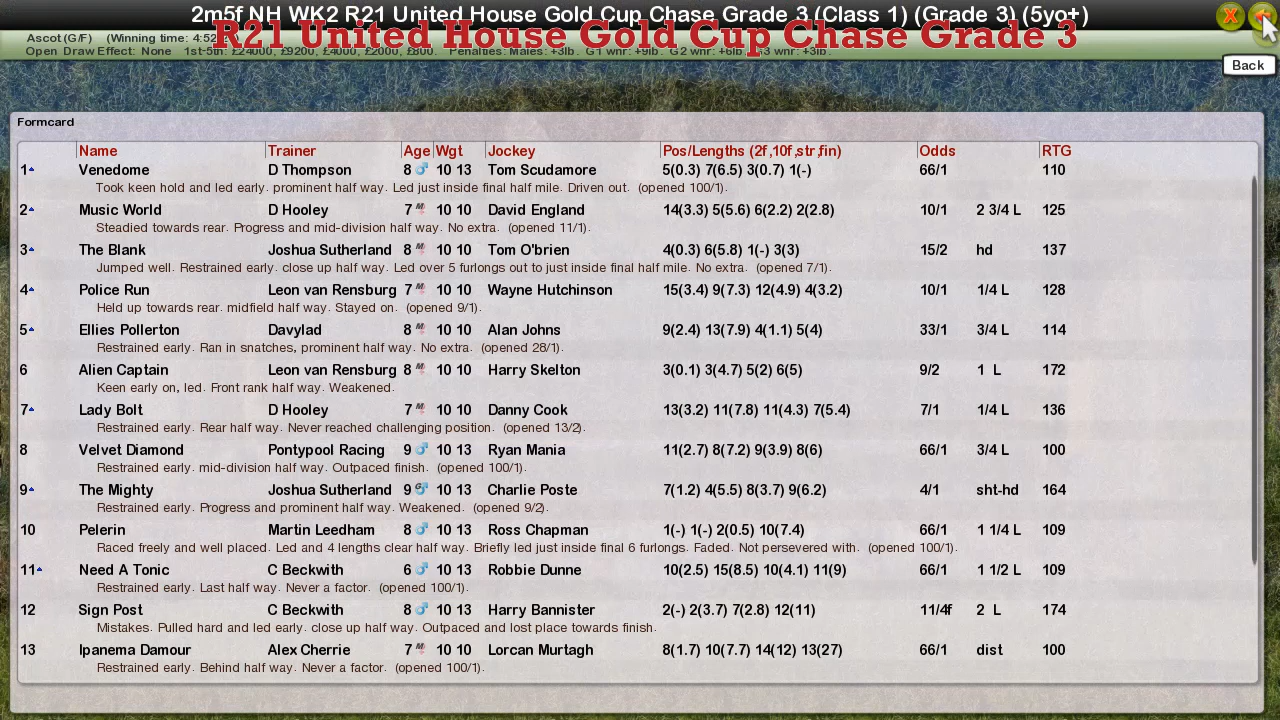 2m5f NH WK2 R21 United House Gold Cup Chase Grade 3 (Class 1) (Grade 3) (5yo+)
R21 United House Gold Cup Chase Grade 3
Ascot(G/F) (Winning time: 4:52
Open Draw Effect: None 1st-5th: £24000, £9200, £4000, £2000, £800. Penalties: Males: +3lb. G1 wnr: +9lb. G2 wnr: +6lb. G3 wnr: +3lb.
X
Back
Formcard
Name Trainer Age Wgt Jockey Pos/Lengths (2f,10f,str,fin) Odds RTG
1 Venedome D Thompson 8 10 13 Tom Scudamore 5(0.3) 7(6.5) 3(0.7) 1(-) 66/1 110
Took keen hold and led early. prominent half way. Led just inside final half mile. Driven out. (opened 100/1).
2 Music World D Hooley 7 10 10 David England 14(3.3) 5(5.6) 6(2.2) 2(2.8) 10/1 2 3/4 L 125
Steadied towards rear. Progress and mid-division half way. No extra. (opened 11/1).
3 The Blank Joshua Sutherland 8 10 10 Tom O'brien 4(0.3) 6(5.8) 1(-) 3(3) 15/2 hd 137
Jumped well. Restrained early. close up half way. Led over 5 furlongs out to just inside final half mile. No extra. (opened 7/1).
4 Police Run Leon van Rensburg 7 10 10 Wayne Hutchinson 15(3.4) 9(7.3) 12(4.9) 4(3.2) 10/1 1/4 L 128
Held up towards rear. midfield half way. Stayed on. (opened 9/1).
5 Ellies Pollerton Davylad 8 10 10 Alan Johns 9(2.4) 13(7.9) 4(1.1) 5(4) 33/1 3/4 L 114
Restrained early. Ran in snatches, prominent half way. No extra. (opened 28/1).
6 Alien Captain Leon van Rensburg 8 10 10 Harry Skelton 3(0.1) 3(4.7) 5(2) 6(5) 9/2 1 L 172
Keen early on, led. Front rank half way. Weakened.
7 Lady Bolt D Hooley 7 10 10 Danny Cook 13(3.2) 11(7.8) 11(4.3) 7(5.4) 7/1 1/4 L 136
Restrained early. Rear half way. Never reached challenging position. (opened 13/2).
8 Velvet Diamond Pontypool Racing 9 10 13 Ryan Mania 11(2.7) 8(7.2) 9(3.9) 8(6) 66/1 3/4 L 100
Restrained early. mid-division half way. Outpaced finish. (opened 100/1).
9 The Mighty Joshua Sutherland 9 10 13 Charlie Poste 7(1.2) 4(5.5) 8(3.7) 9(6.2) 4/1 sht-hd 164
Restrained early. Progress and prominent half way. Weakened. (opened 9/2).
10 Pelerin Martin Leedham 8 10 13 Ross Chapman 1(-) 1(-) 2(0.5) 10(7.4) 66/1 1 1/4 L 109
Raced freely and well placed. Led and 4 lengths clear half way. Briefly led just inside final 6 furlongs. Faded. Not persevered with. (opened 100/1).
11 Need A Tonic C Beckwith 6 10 13 Robbie Dunne 10(2.5) 15(8.5) 10(4.1) 11(9) 66/1 1 1/2 L 109
Restrained early. Last half way. Never a factor. (opened 100/1).
12 Sign Post C Beckwith 8 10 13 Harry Bannister 2(-) 2(3.7) 7(2.8) 12(11) 11/4f 2 L 174
Mistakes. Pulled hard and led early. close up half way. Outpaced and lost place towards finish.
13 Ipanema Damour Alex Cherrie 7 10 10 Lorcan Murtagh 8(1.7) 10(7.7) 14(12) 13(27) 66/1 dist 100
Restrained early. Behind half way. Never a factor. (opened 100/1).